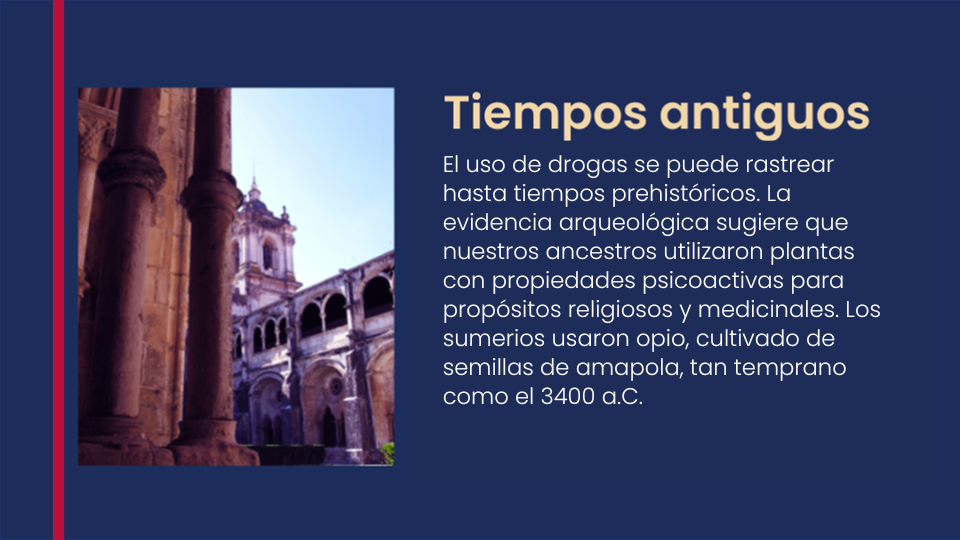 Tiempos antiguos
El uso de drogas se puede rastrear
hasta tiempos prehistóricos. La
evidencia arqueológica sugiere que
nuestros ancestros utilizaron plantas
con propiedades psicoactivas para
propósitos religiosos y medicinales. Los
sumerios usaron opio, cultivado de
semillas de amapola, tan temprano
como el 3400 a.C.